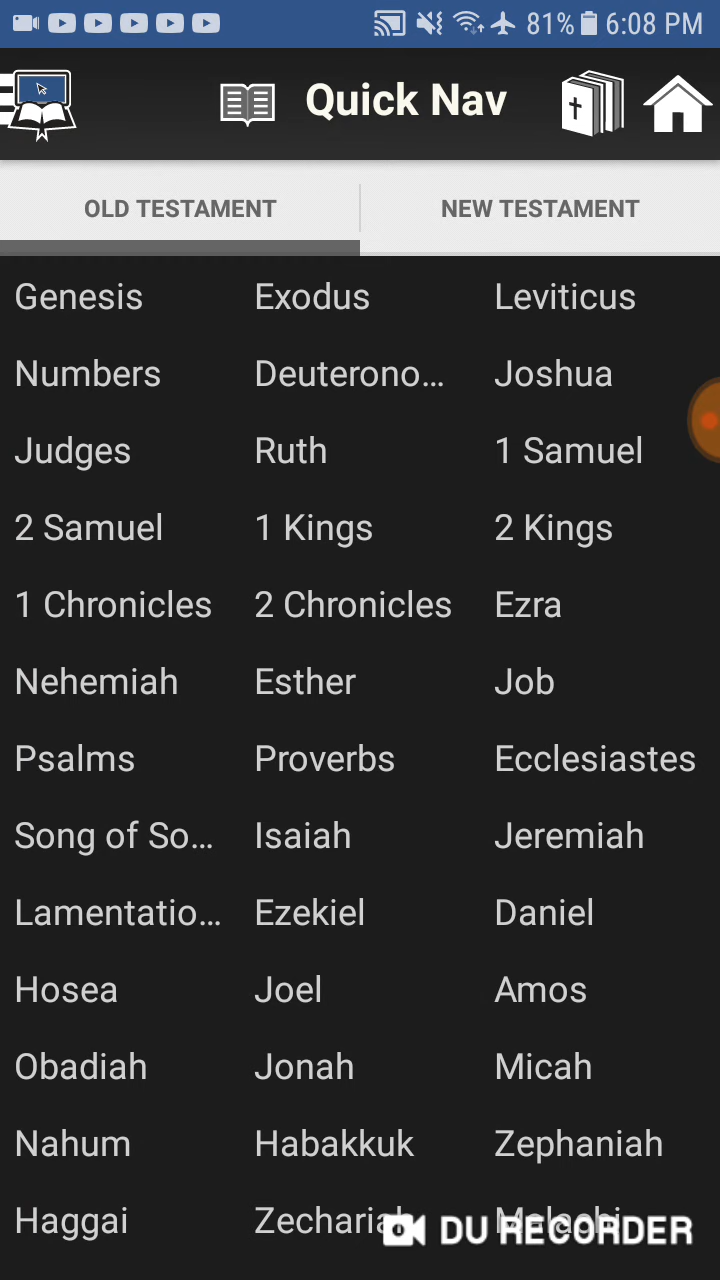 81% 6:08 PM
Quick Nav
OLD TESTAMENT NEW TESTAMENT
Genesis Exodus Leviticus
Numbers Deuterono... Joshua
Judges Ruth 1 Samuel
2 Samuel 1 Kings 2 Kings
1 Chronicles 2 Chronicles Ezra
Nehemiah Esther Job
Psalms Proverbs Ecclesiastes
Song of So... Isaiah Jeremiah
Lamentatio... Ezekiel Daniel
Hosea Joel Amos
Obadiah Jonah Micah
Nahum Habakkuk Zephaniah
Haggai Zechariah Malachi
DU RECORDER